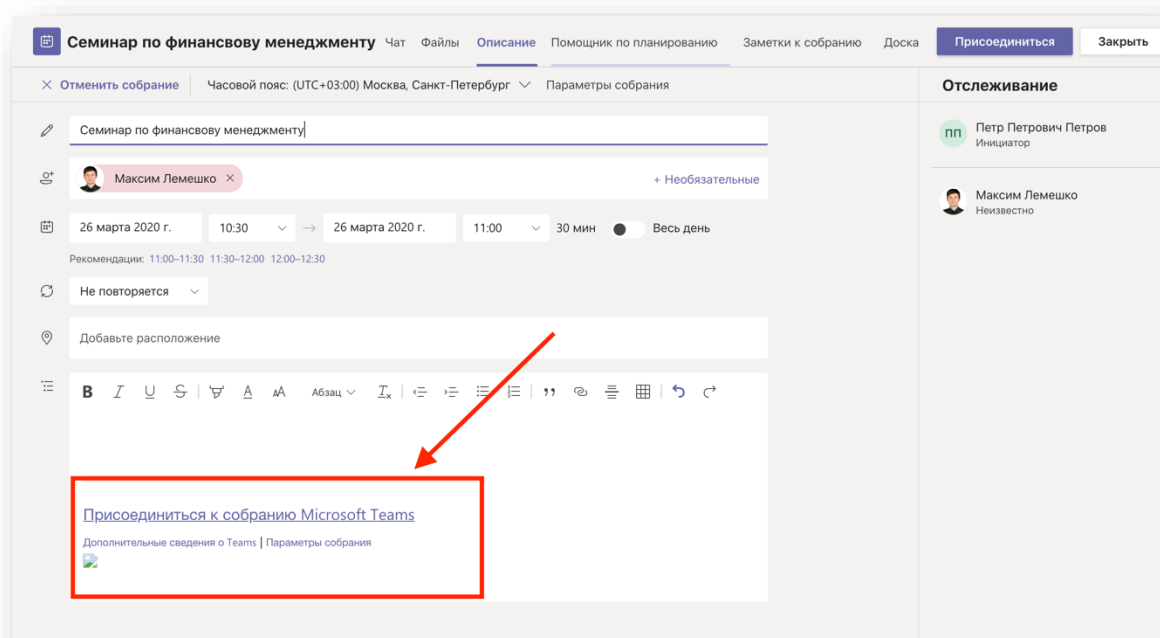 Семинар по финансвову менеджменту Чат Файлы Описание Помощник по планированию Заметки к собранию Доска Присоединиться Закрыть
Отменить собрание Часовой пояс: (UTC+03:00) Москва, Санкт-Петербург Параметры собрания Отслеживание
Семинар по финансвову менеджменту
ПП Петр Петрович Петров
Инициатор
Максим Лемешко × + Необязательные
Максим Лемешко
Неизвестно
26 марта 2020 г. 10:30 → 26 марта 2020 г. 11:00 30 мин Весь день
Рекомендации: 11:00–11:30 11:30–12:00 12:00–12:30
Не повторяется
Добавьте расположение
B I U S A AA Абзац Ix
Присоединиться к собранию Microsoft Teams
Дополнительные сведения о Teams | Параметры собрания